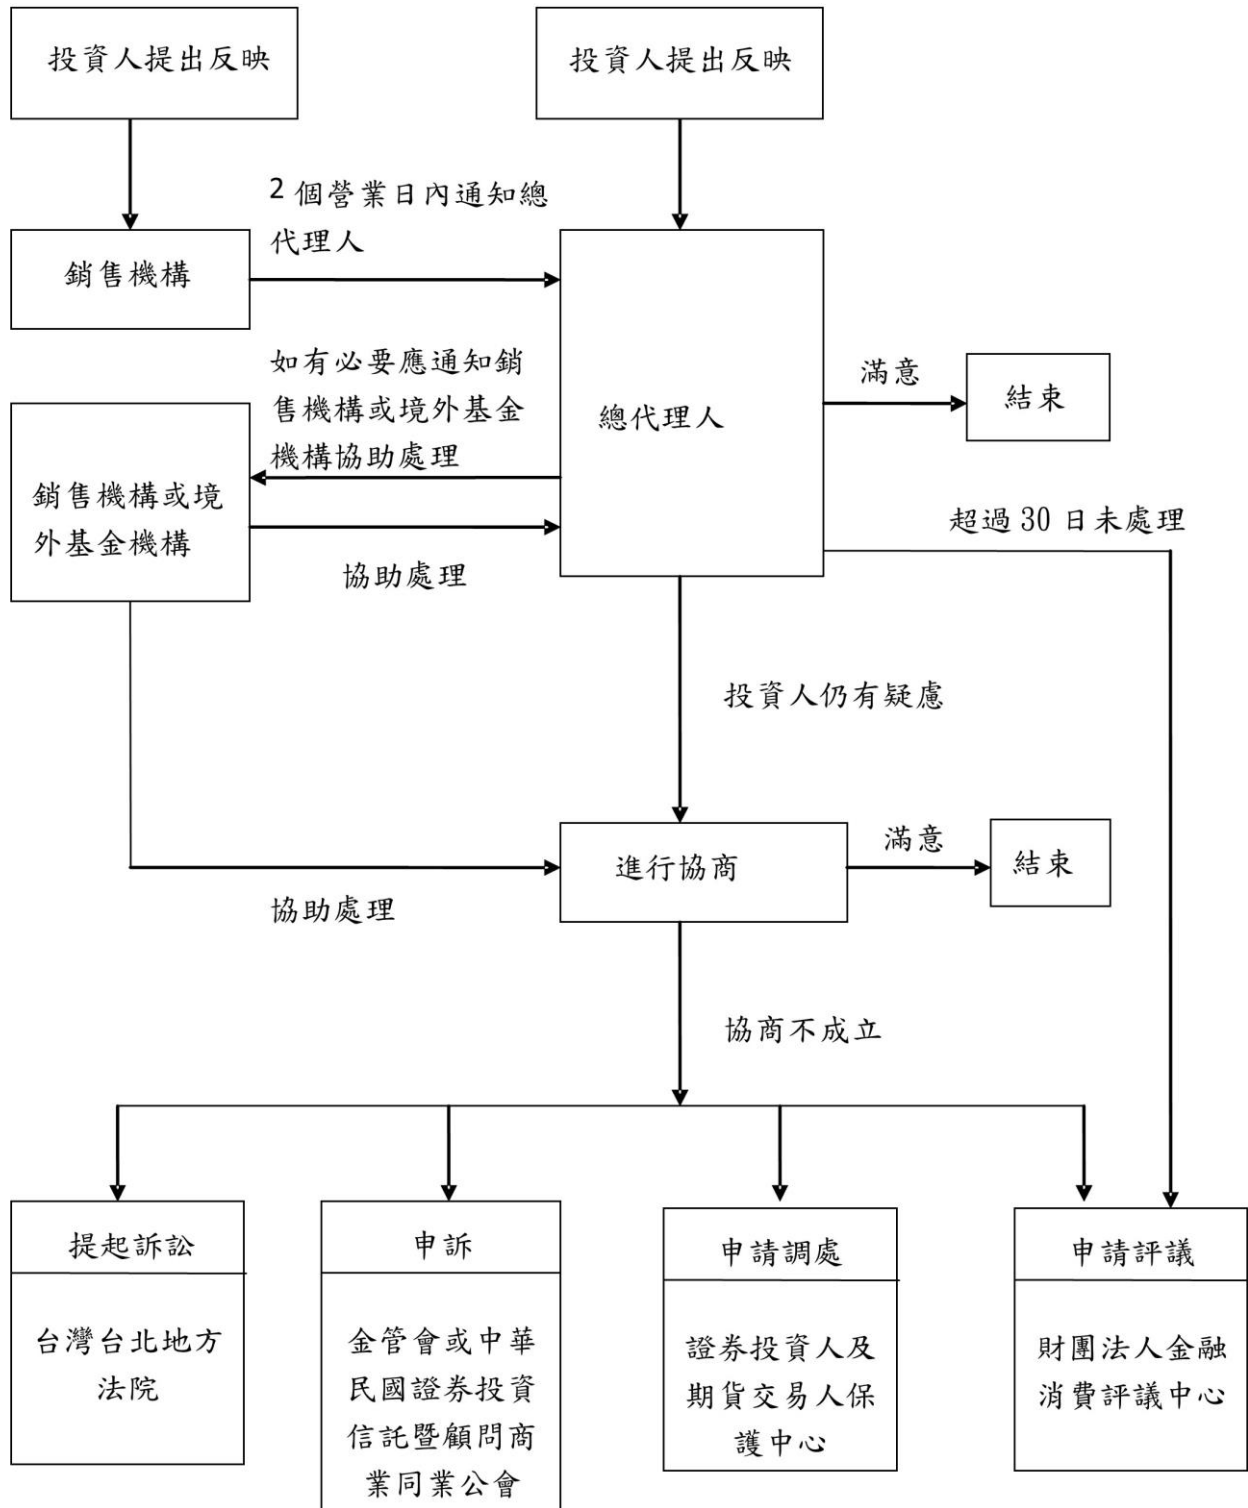 投資人提出反映
投資人提出反映
2 個營業日內通知總
代理人
銷售機構
如有必要應通知銷
售機構或境外基金
機構協助處理
總代理人
滿意
結束
銷售機構或境
外基金機構
超過 30 日未處理
協助處理
投資人仍有疑慮
進行協商
滿意
結束
協助處理
協商不成立
提起訴訟
台灣台北地方
法院
申訴
金管會或中華
民國證券投資
信託暨顧問商
業同業公會
申請調處
證券投資人及
期貨交易人保
護中心
申請評議
財團法人金融
消費評議中心